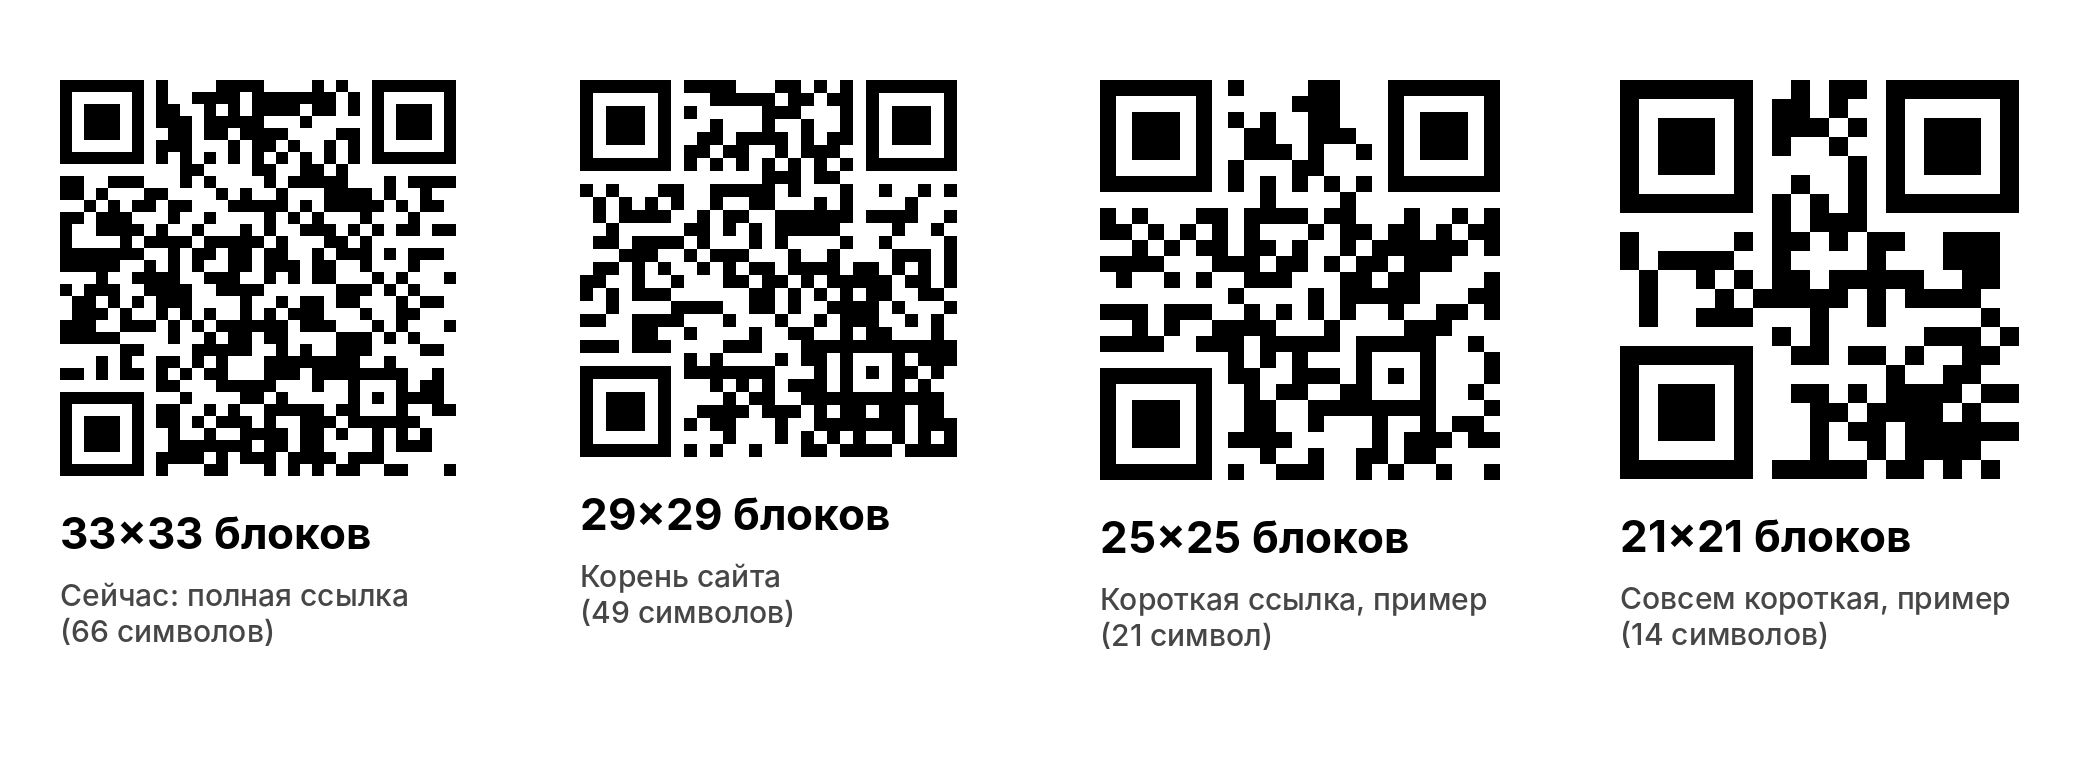 33×33 блоков
Сейчас: полная ссылка
(66 символов)
29×29 блоков
Корень сайта
(49 символов)
25×25 блоков
Короткая ссылка, пример
(21 символ)
21×21 блоков
Совсем короткая, пример
(14 символов)